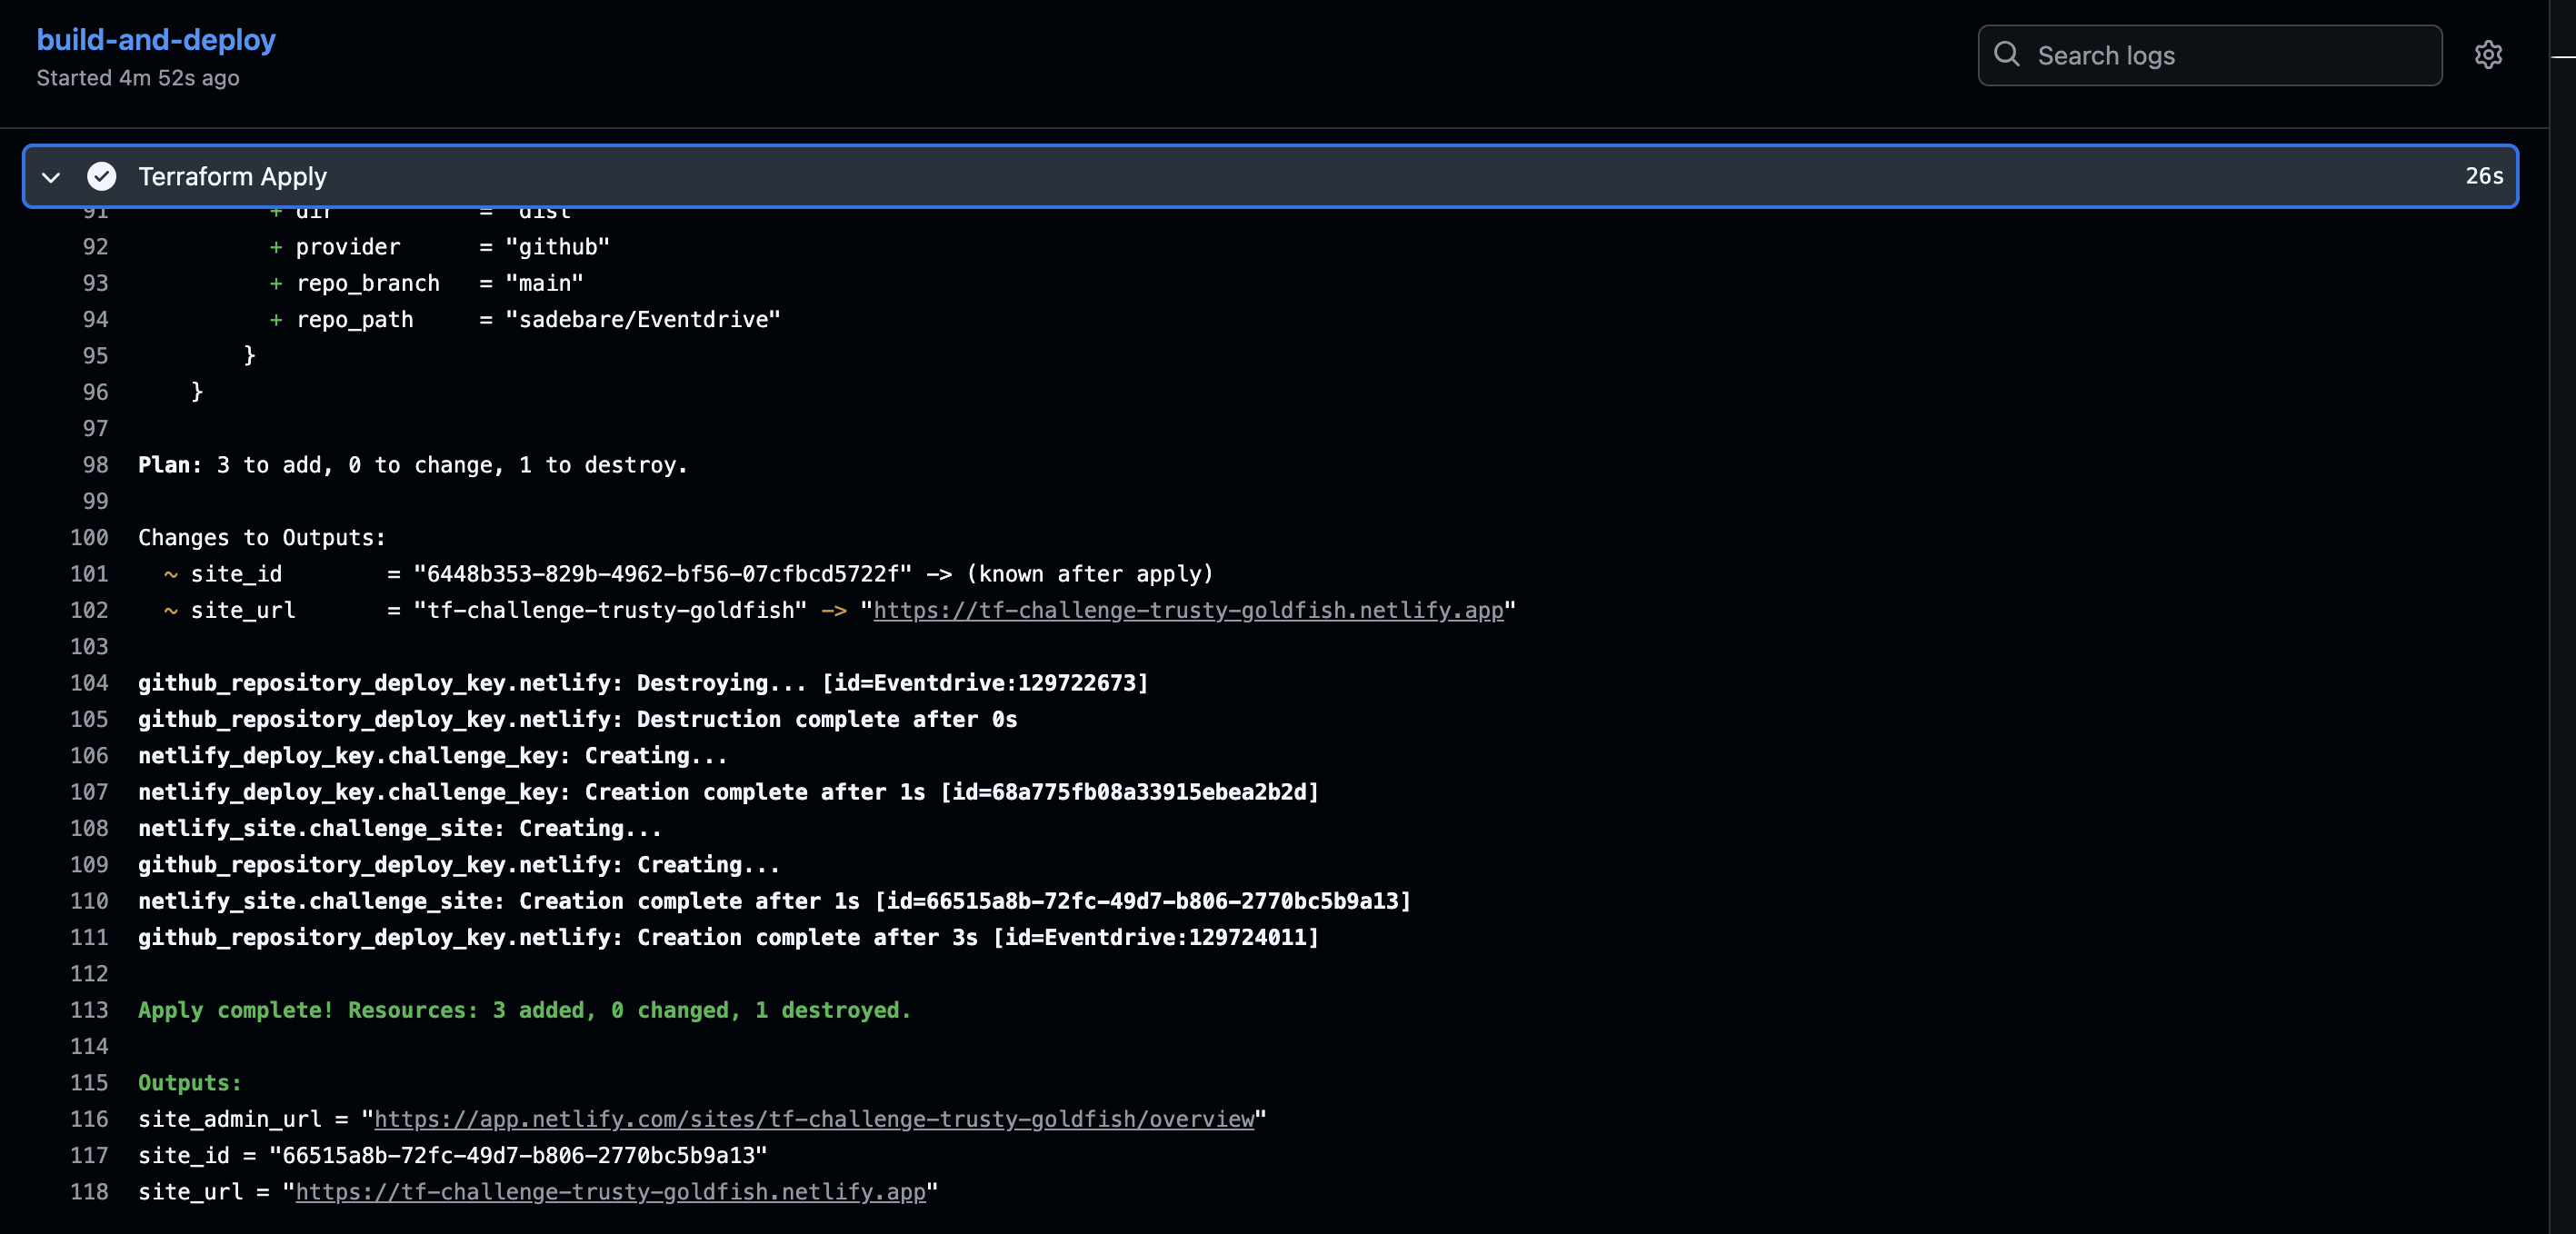 build-and-deploy
Started 4m 52s ago
Search logs
Terraform Apply
26s
91 + dir = "dist"
92 + provider = "github"
93 + repo_branch = "main"
94 + repo_path = "sadebare/Eventdrive"
95 }
96 }
97
98 Plan: 3 to add, 0 to change, 1 to destroy.
99
100 Changes to Outputs:
101 ~ site_id = "6448b353-829b-4962-bf56-07cfbcd5722f" -> (known after apply)
102 ~ site_url = "tf-challenge-trusty-goldfish" -> "https://tf-challenge-trusty-goldfish.netlify.app"
103
104 github_repository_deploy_key.netlify: Destroying... [id=Eventdrive:129722673]
105 github_repository_deploy_key.netlify: Destruction complete after 0s
106 netlify_deploy_key.challenge_key: Creating...
107 netlify_deploy_key.challenge_key: Creation complete after 1s [id=68a775fb08a33915ebea2b2d]
108 netlify_site.challenge_site: Creating...
109 github_repository_deploy_key.netlify: Creating...
110 netlify_site.challenge_site: Creation complete after 1s [id=66515a8b-72fc-49d7-b806-2770bc5b9a13]
111 github_repository_deploy_key.netlify: Creation complete after 3s [id=Eventdrive:129724011]
112
113 Apply complete! Resources: 3 added, 0 changed, 1 destroyed.
114
115 Outputs:
116 site_admin_url = "https://app.netlify.com/sites/tf-challenge-trusty-goldfish/overview"
117 site_id = "66515a8b-72fc-49d7-b806-2770bc5b9a13"
118 site_url = "https://tf-challenge-trusty-goldfish.netlify.app"